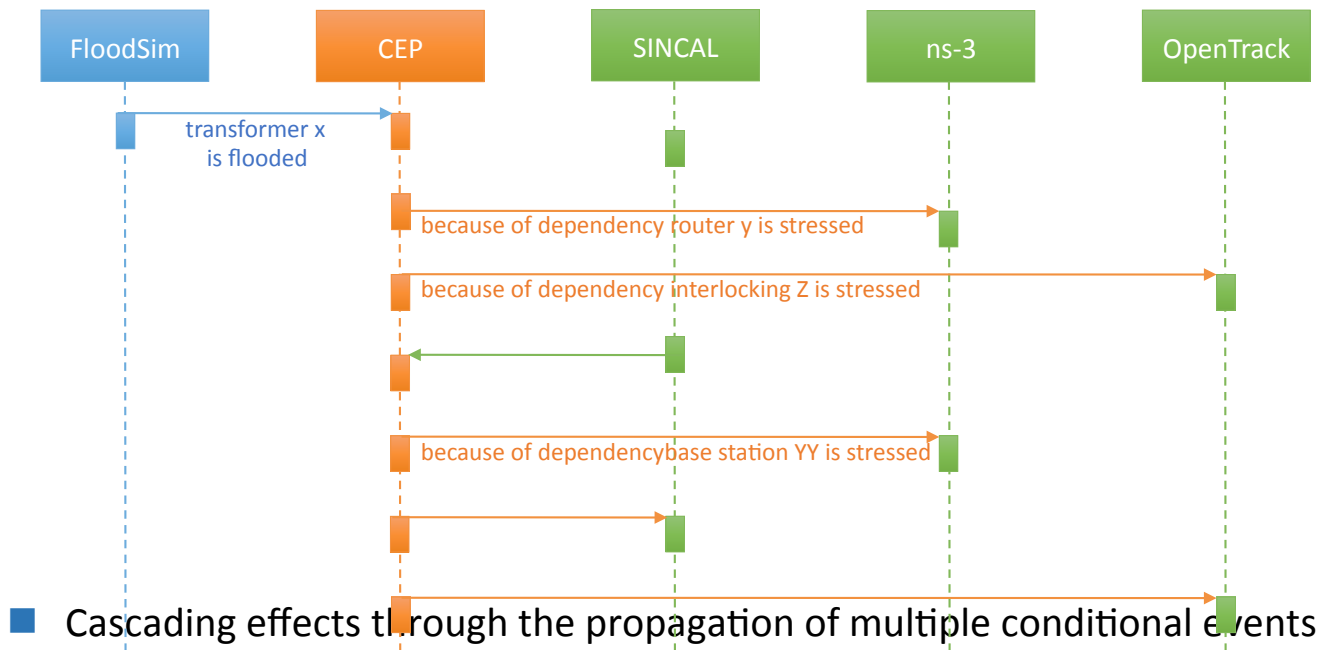 FloodSim
CEP
SINCAL
ns-3
OpenTrack
transformer x
is flooded
because of dependency router y is stressed
because of dependency interlocking Z is stressed
because of dependencybase station YY is stressed
Cascading effects through the propagation of multiple conditional events